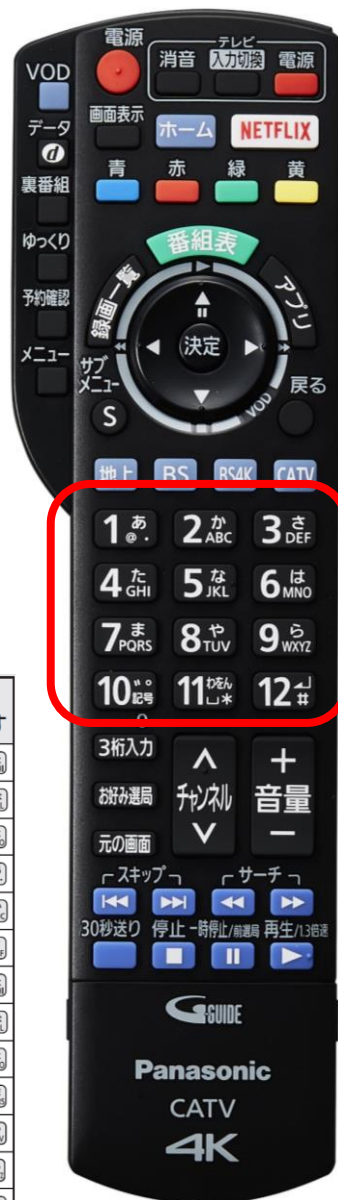 電源
テレビ
消音 入力切換 電源
VOD
データ
d
裏番組
ゆっくり
予約確認
メニュー
画面表示 ホーム NETFLIX
青 赤 緑 黄
番組表
録画一覧
アプリ
決定
サブメニュー
S
VOD
戻る
地上 BS BS4K CATV
1 あ @. 2 か ABC 3 さ DEF
4 た GHI 5 な JKL 6 は MNO
7 ま PQRS 8 や TUV 9 ら WXYZ
10 記号 11 わをん 12 #
3桁入力
お好み選局
元の画面
チャンネル
+
音量
−
スキップ サーチ
30秒送り 停止 一時停止/前選局 再生/1.3倍速
G-GUIDE
Panasonic
CATV
4K